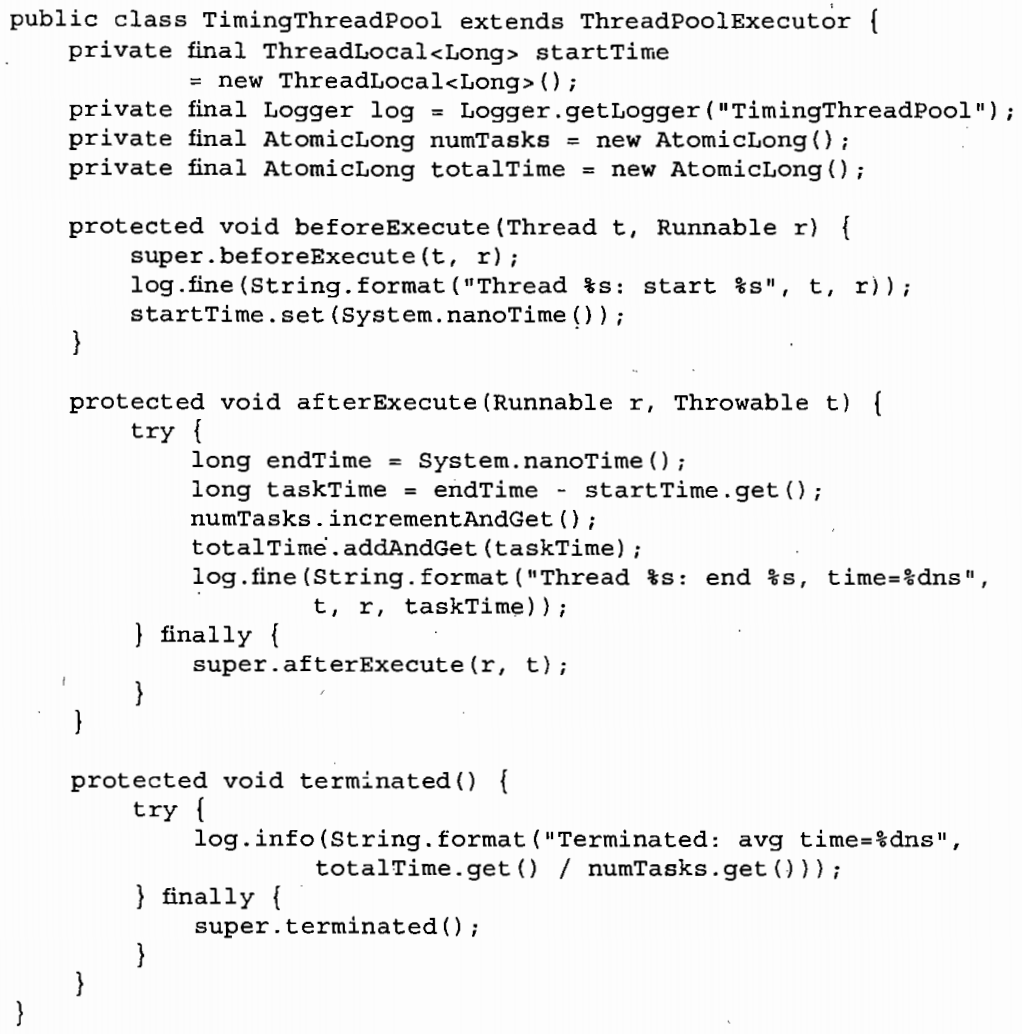 public class TimingThreadPool extends ThreadPoolExecutor {
    private final ThreadLocal<Long> startTime
            = new ThreadLocal<Long>();
    private final Logger log = Logger.getLogger("TimingThreadPool");
    private final AtomicLong numTasks = new AtomicLong();
    private final AtomicLong totalTime = new AtomicLong();

    protected void beforeExecute(Thread t, Runnable r) {
        super.beforeExecute(t, r);
        log.fine(String.format("Thread %s: start %s", t, r));
        startTime.set(System.nanoTime());
    }

    protected void afterExecute(Runnable r, Throwable t) {
        try {
            long endTime = System.nanoTime();
            long taskTime = endTime - startTime.get();
            numTasks.incrementAndGet();
            totalTime.addAndGet(taskTime);
            log.fine(String.format("Thread %s: end %s, time=%dns",
                    t, r, taskTime));
        } finally {
            super.afterExecute(r, t);
        }
    }

    protected void terminated() {
        try {
            log.info(String.format("Terminated: avg time=%dns",
                    totalTime.get() / numTasks.get()));
        } finally {
            super.terminated();
        }
    }
}